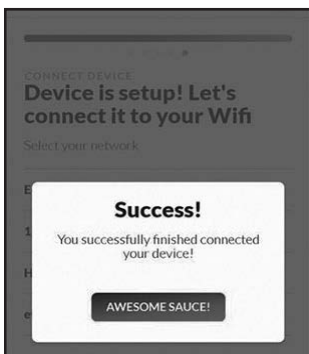 CONNECT DEVICE
Device is setup! Let's
connect it to your Wifi
Select your network
E
1
H
e
Success!
You successfully finished connected
your device!
AWESOME SAUCE!